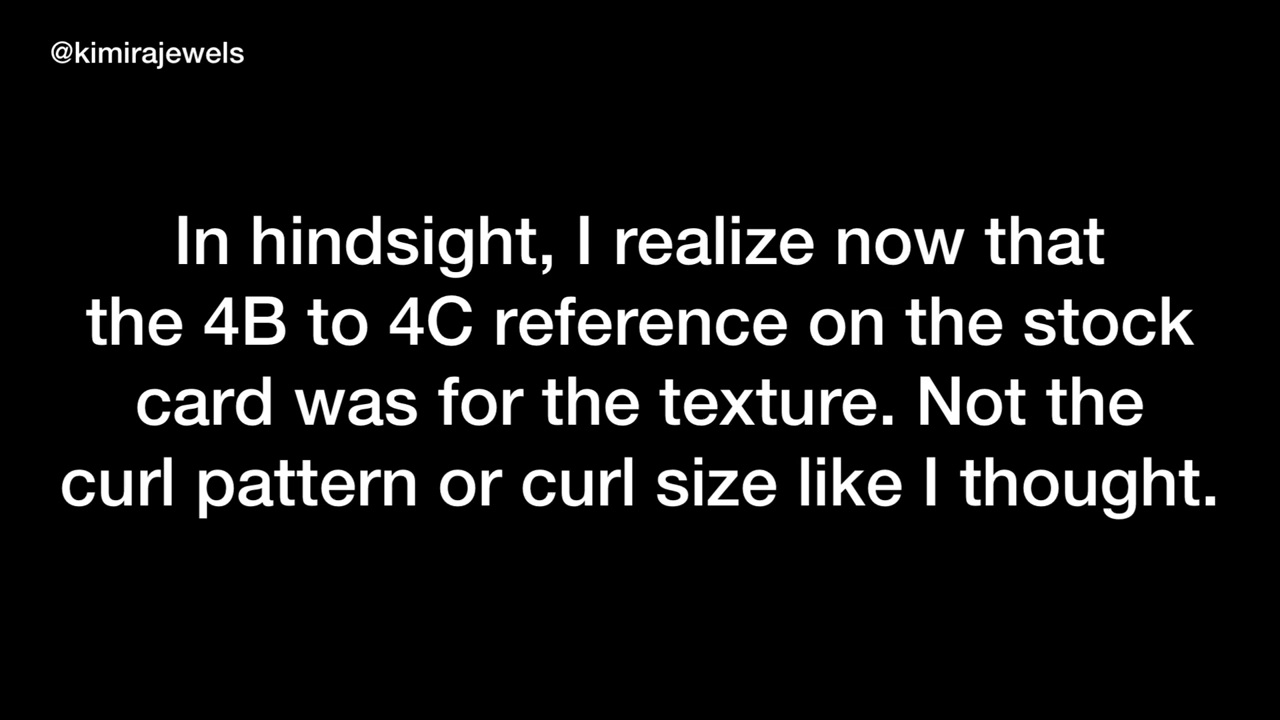 @kimirajewels
In hindsight, I realize now that
the 4B to 4C reference on the stock
card was for the texture. Not the
curl pattern or curl size like I thought.